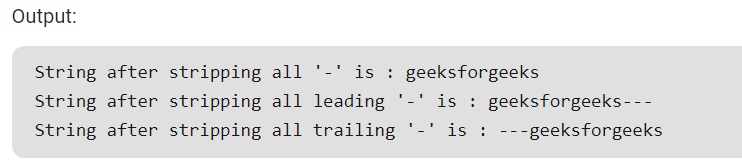 Output:
String after stripping all '-' is : geeksforgeeks
String after stripping all leading '-' is : geeksforgeeks---
String after stripping all trailing '-' is : ---geeksforgeeks